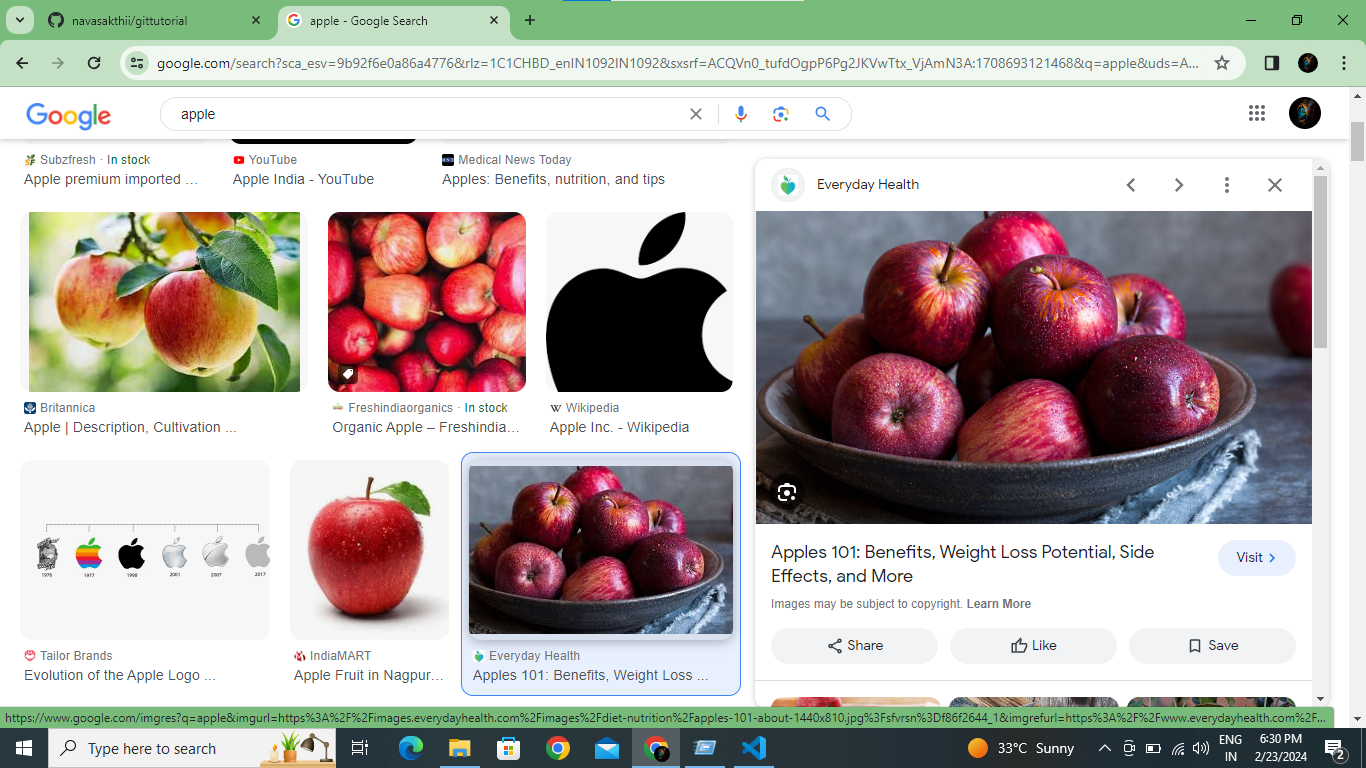 navasakthii/gittutorial
apple - Google Search
google.com/search?sca_esv=9b92f6e0a86a4776&rlz=1C1CHBD_enIN1092IN1092&sxsrf=ACQVn0_tufdOgpP6Pg2JKVwTtx_VjAmN3A:1708693121468&q=apple&uds=A...
Google
apple
Subzfresh · In stock
Apple premium imported ...
YouTube
Apple India - YouTube
Medical News Today
Apples: Benefits, nutrition, and tips
Everyday Health
Britannica
Apple | Description, Cultivation ...
Freshindiaorganics · In stock
Organic Apple – Freshindia...
W Wikipedia
Apple Inc. - Wikipedia
1976 1977 1998 2001 2007 2017
Tailor Brands
Evolution of the Apple Logo ...
IndiaMART
Apple Fruit in Nagpur...
Everyday Health
Apples 101: Benefits, Weight Loss ...
Apples 101: Benefits, Weight Loss Potential, Side
Effects, and More
Visit
Images may be subject to copyright. Learn More
Share
Like
Save
https://www.google.com/imgres?q=apple&imgurl=https%3A%2F%2Fimages.everydayhealth.com%2Fimages%2Fdiet-nutrition%2Fapples-101-about-1440x810.jpg%3Fsfvrsn%3Df86f2644_1&imgrefurl=https%3A%2F%2Fwww.everydayhealth.com%2F...
Type here to search
33°C Sunny
ENG
IN
6:30 PM
2/23/2024
2